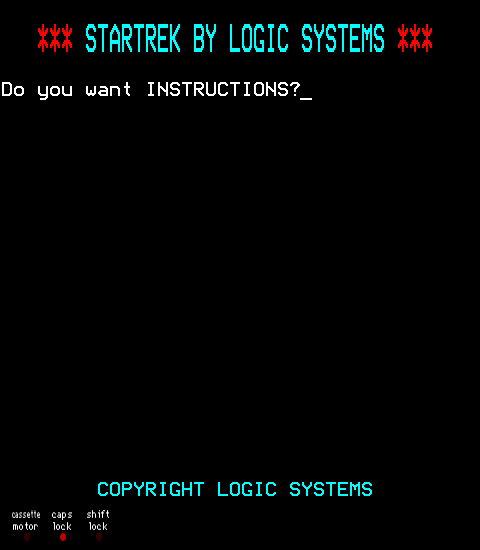 *** STARTREK BY LOGIC SYSTEMS ***
Do you want INSTRUCTIONS?_
COPYRIGHT LOGIC SYSTEMS
cassette caps shift
motor lock lock